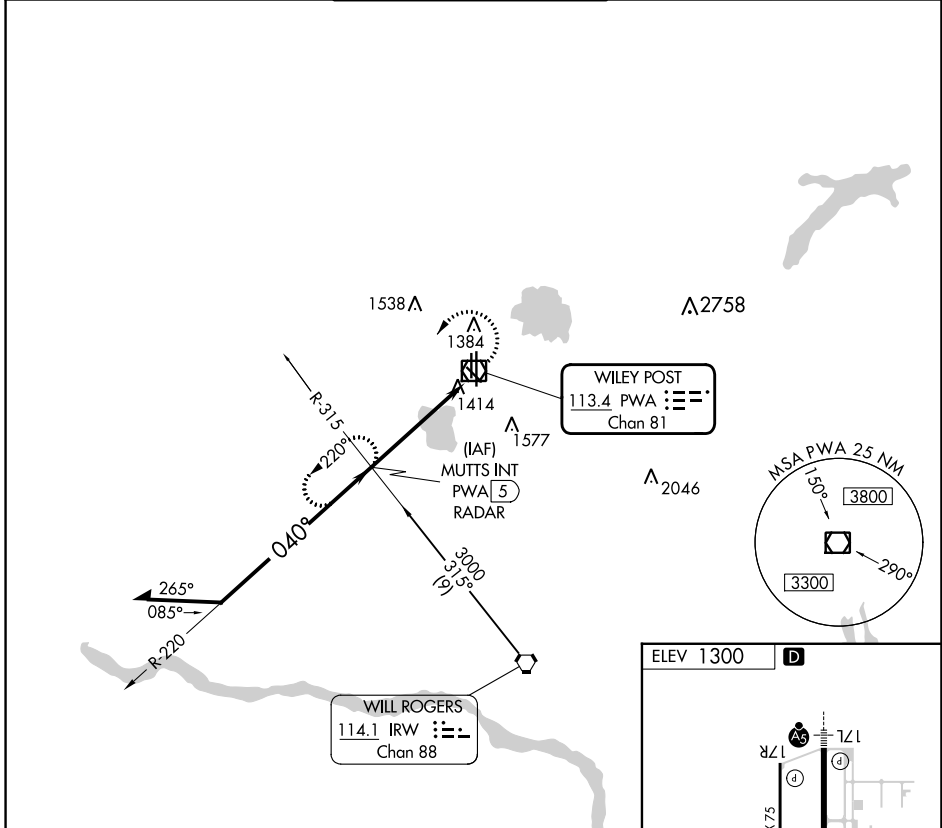 1538
2758
1384
WILEY POST
113.4 PWA
Chan 81
1414
1577
R-315
220°
(IAF)
MUTTS INT
PWA 5
RADAR
2046
MSA PWA 25 NM
150°
3800
290°
3300
040°
3000
315°
(9)
265°
085°
R-220
WILL ROGERS
114.1 IRW
Chan 88
ELEV 1300 D
A5
17L
17R
P
P
X 75